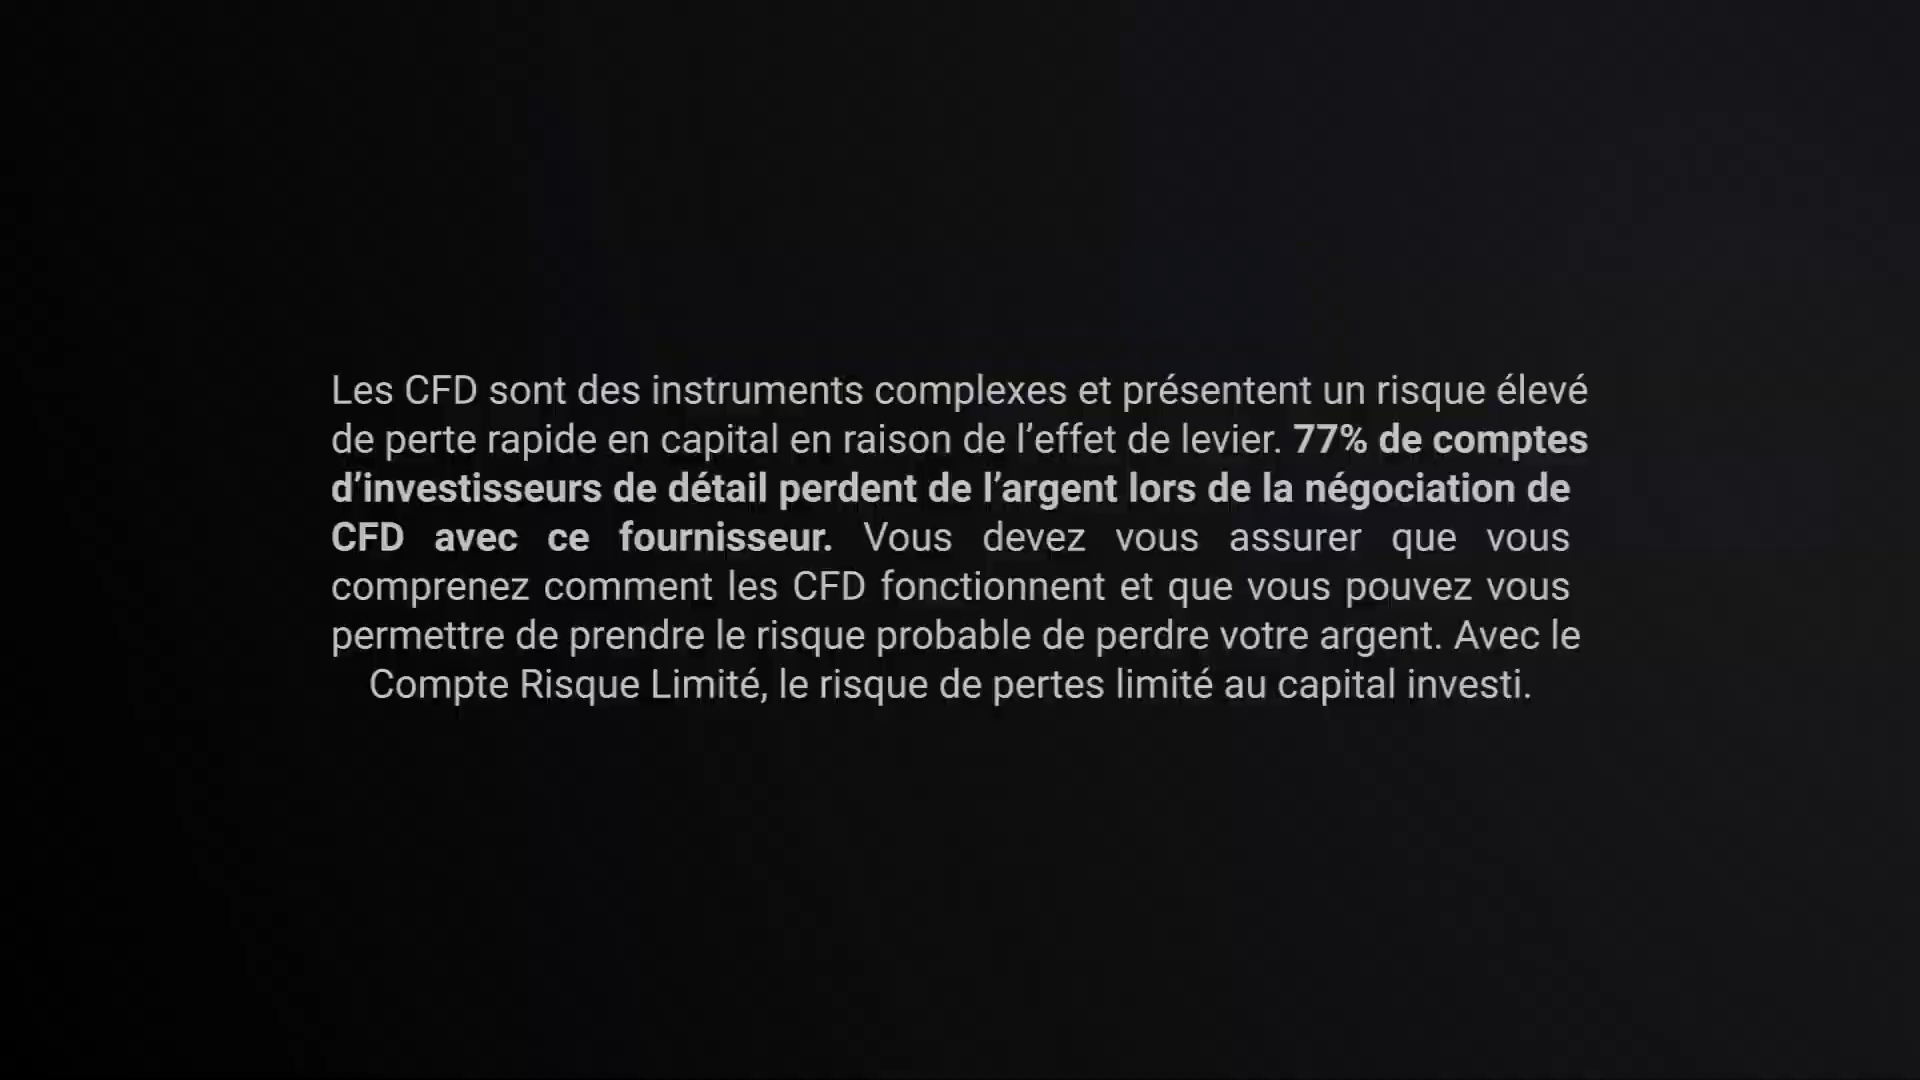 Les CFD sont des instruments complexes et présentent un risque élevé
de perte rapide en capital en raison de l’effet de levier. 77% de comptes
d’investisseurs de détail perdent de l’argent lors de la négociation de
CFD avec ce fournisseur. Vous devez vous assurer que vous
comprenez comment les CFD fonctionnent et que vous pouvez vous
permettre de prendre le risque probable de perdre votre argent. Avec le
Compte Risque Limité, le risque de pertes limité au capital investi.